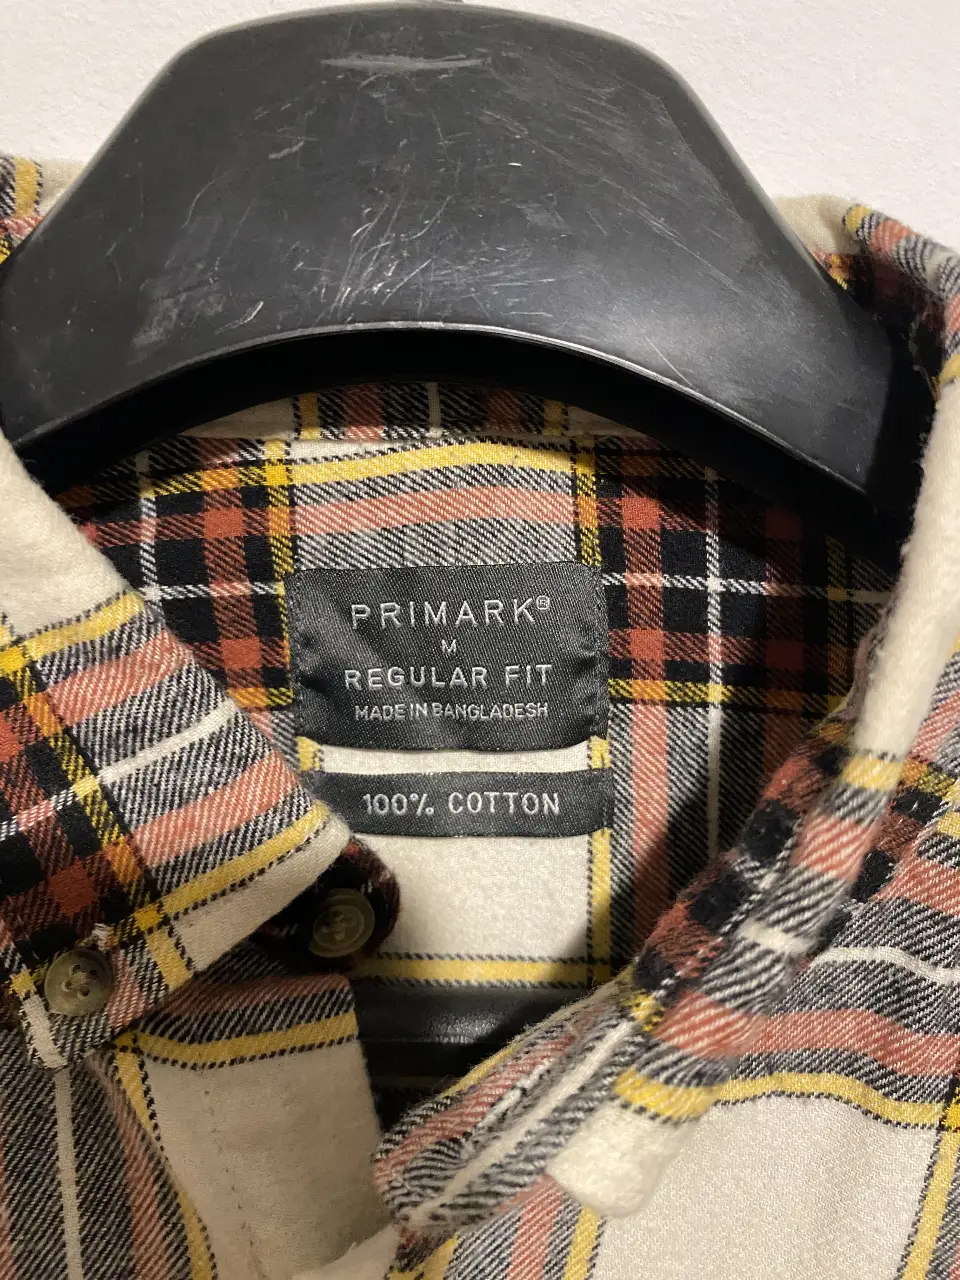 PRIMARK®
M
REGULAR FIT
MADE IN BANGLADESH
100% COTTON